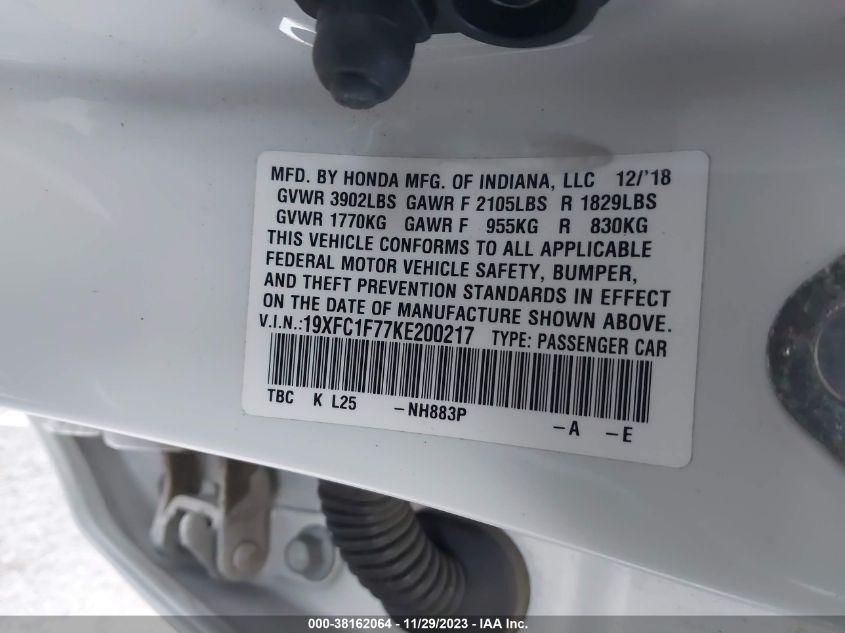 MFD. BY HONDA MFG. OF INDIANA, LLC 12/'18
GVWR 3902LBS GAWR F 2105LBS R 1829LBS
GVWR 1770KG GAWR F 955KG R 830KG
THIS VEHICLE CONFORMS TO ALL APPLICABLE
FEDERAL MOTOR VEHICLE SAFETY, BUMPER,
AND THEFT PREVENTION STANDARDS IN EFFECT
ON THE DATE OF MANUFACTURE SHOWN ABOVE.
V.I.N.:19XFC1F77KE200217 TYPE: PASSENGER CAR
TBC K L25 -NH883P -A -E
000-38162064 - 11/29/2023 - IAA Inc.